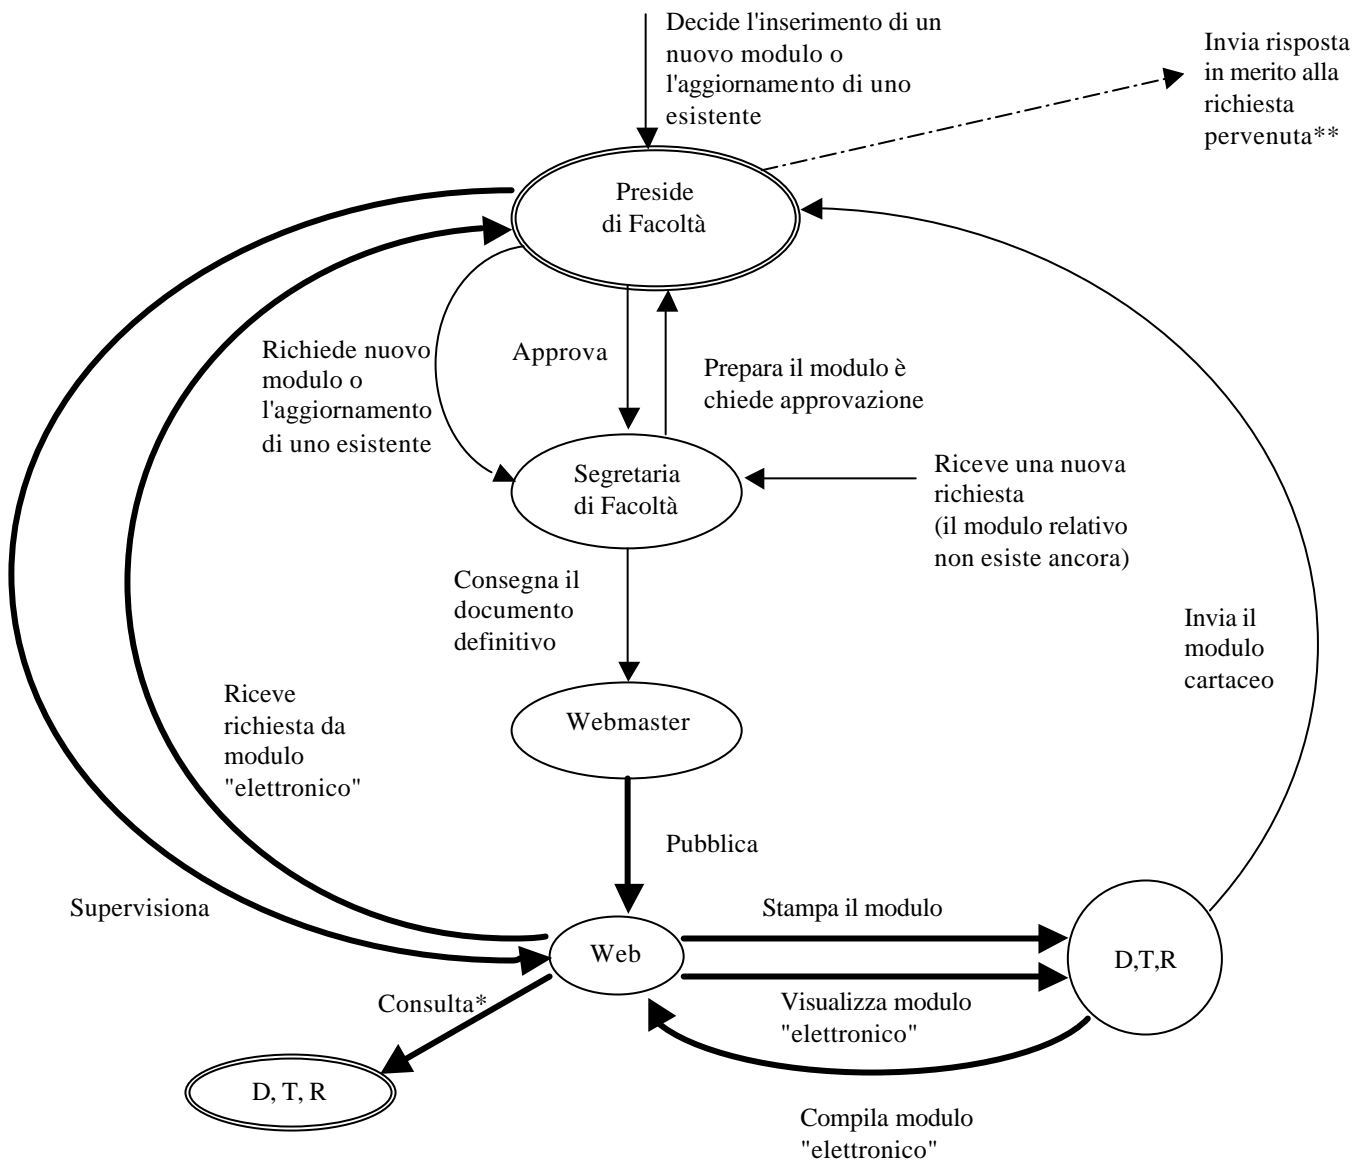 Decide l'inserimento di un
nuovo modulo o
l'aggiornamento di uno
esistente
Invia risposta
in merito alla
richiesta
pervenuta**
Preside
di Facoltà
Richiede nuovo
modulo o
l'aggiornamento
di uno esistente
Approva
Prepara il modulo è
chiede approvazione
Segretaria
di Facoltà
Riceve una nuova
richiesta
(il modulo relativo
non esiste ancora)
Consegna il
documento
definitivo
Invia il
modulo
cartaceo
Riceve
richiesta da
modulo
"elettronico"
Webmaster
Pubblica
Supervisiona
Stampa il modulo
Web
D,T,R
Consulta*
Visualizza modulo
"elettronico"
D, T, R
Compila modulo
"elettronico"